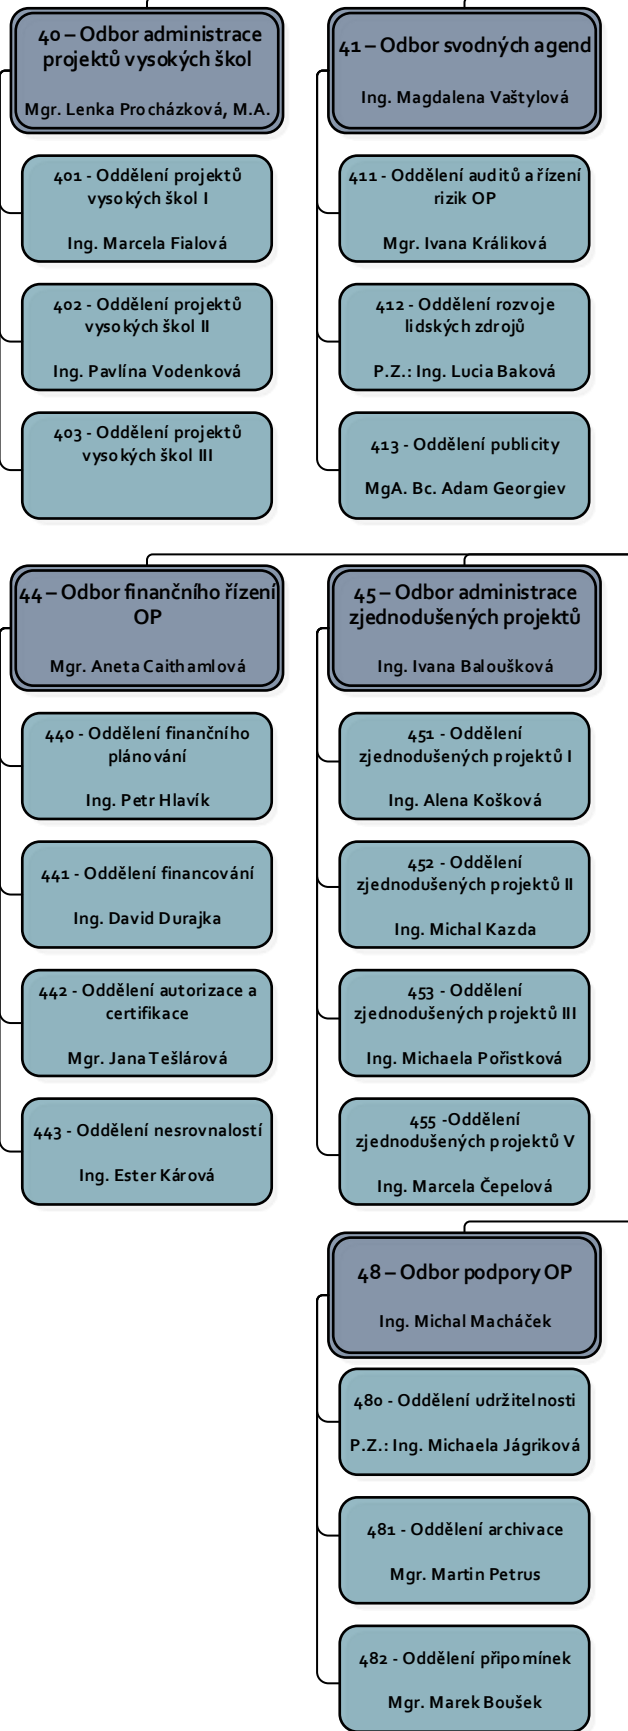 40 – Odbor administrace
projektů vysokých škol
Mgr. Lenka Procházková, M.A.
401 - Oddělení projektů
vysokých škol I
Ing. Marcela Fialová
402 - Oddělení projektů
vysokých škol II
Ing. Pavlína Vodenková
403 - Oddělení projektů
vysokých škol III
41 – Odbor svodných agend
Ing. Magdalena Vaštylová
411 - Oddělení auditů a řízení
rizik OP
Mgr. Ivana Králiková
412 - Oddělení rozvoje
lidských zdrojů
P.Z.: Ing. Lucia Baková
413 - Oddělení publicity
MgA. Bc. Adam Georgiev
44 – Odbor finančního řízení
OP
Mgr. Aneta Caithamlová
440 - Oddělení finančního
plánování
Ing. Petr Hlavík
441 - Oddělení financování
Ing. David Durajka
442 - Oddělení autorizace a
certifikace
Mgr. Jana Tešlárová
443 - Oddělení nesrovnalostí
Ing. Ester Kárová
45 – Odbor administrace
zjednodušených projektů
Ing. Ivana Baloušková
451 - Oddělení
zjednodušených projektů I
Ing. Alena Košková
452 - Oddělení
zjednodušených projektů II
Ing. Michal Kazda
453 - Oddělení
zjednodušených projektů III
Ing. Michaela Pořistková
455 -Oddělení
zjednodušených projektů V
Ing. Marcela Čepelová
48 – Odbor podpory OP
Ing. Michal Macháček
480 - Oddělení udržitelnosti
P.Z.: Ing. Michaela Jágriková
481 - Oddělení archivace
Mgr. Martin Petrus
482 - Oddělení připomínek
Mgr. Marek Boušek